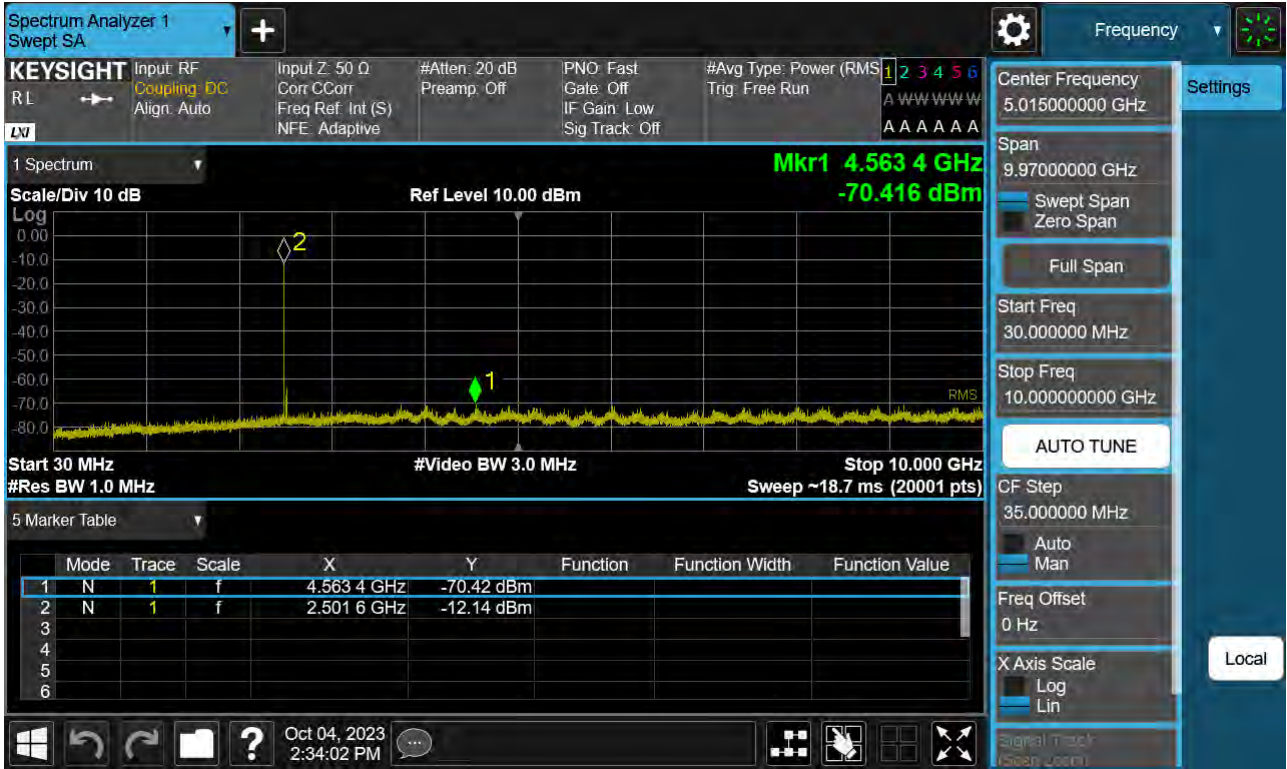 Spectrum Analyzer 1
Swept SA
+
Frequency
KEYSIGHT
RL
LXI
Input: RF
Coupling: DC
Align: Auto
Input Z: 50 Ω
Corr CCorr
Freq Ref: Int (S)
NFE: Adaptive
#Atten: 20 dB
Preamp: Off
PNO: Fast
Gate: Off
IF Gain: Low
Sig Track: Off
#Avg Type: Power (RMS
Trig: Free Run
1 2 3 4 5 6
A W W W W W
A A A A A A
1 Spectrum
Mkr1 4.563 4 GHz
-70.416 dBm
Scale/Div 10 dB
Ref Level 10.00 dBm
Log
0.00
-10.0
-20.0
-30.0
-40.0
-50.0
-60.0
-70.0
-80.0
2
1
RMS
Start 30 MHz
#Video BW 3.0 MHz
Stop 10.000 GHz
#Res BW 1.0 MHz
Sweep ~18.7 ms (20001 pts)
5 Marker Table
Mode Trace Scale X Y Function Function Width Function Value
1 N 1 f 4.563 4 GHz -70.42 dBm
2 N 1 f 2.501 6 GHz -12.14 dBm
3
4
5
6
Center Frequency
5.015000000 GHz
Settings
Span
9.97000000 GHz
Swept Span
Zero Span
Full Span
Start Freq
30.000000 MHz
Stop Freq
10.000000000 GHz
AUTO TUNE
CF Step
35.000000 MHz
Auto
Man
Freq Offset
0 Hz
X Axis Scale
Log
Lin
Local
Signal Track
(Span Zoom)
?
Oct 04, 2023
2:34:02 PM